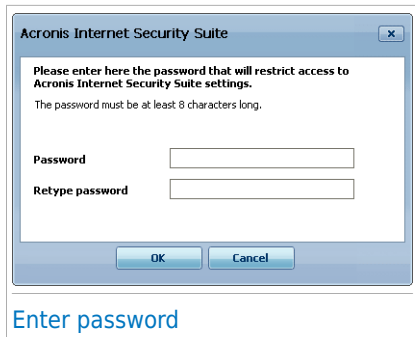 Acronis Internet Security Suite
Please enter here the password that will restrict access to
Acronis Internet Security Suite settings.
The password must be at least 8 characters long.
Password
Retype password
OK
Cancel
Enter password